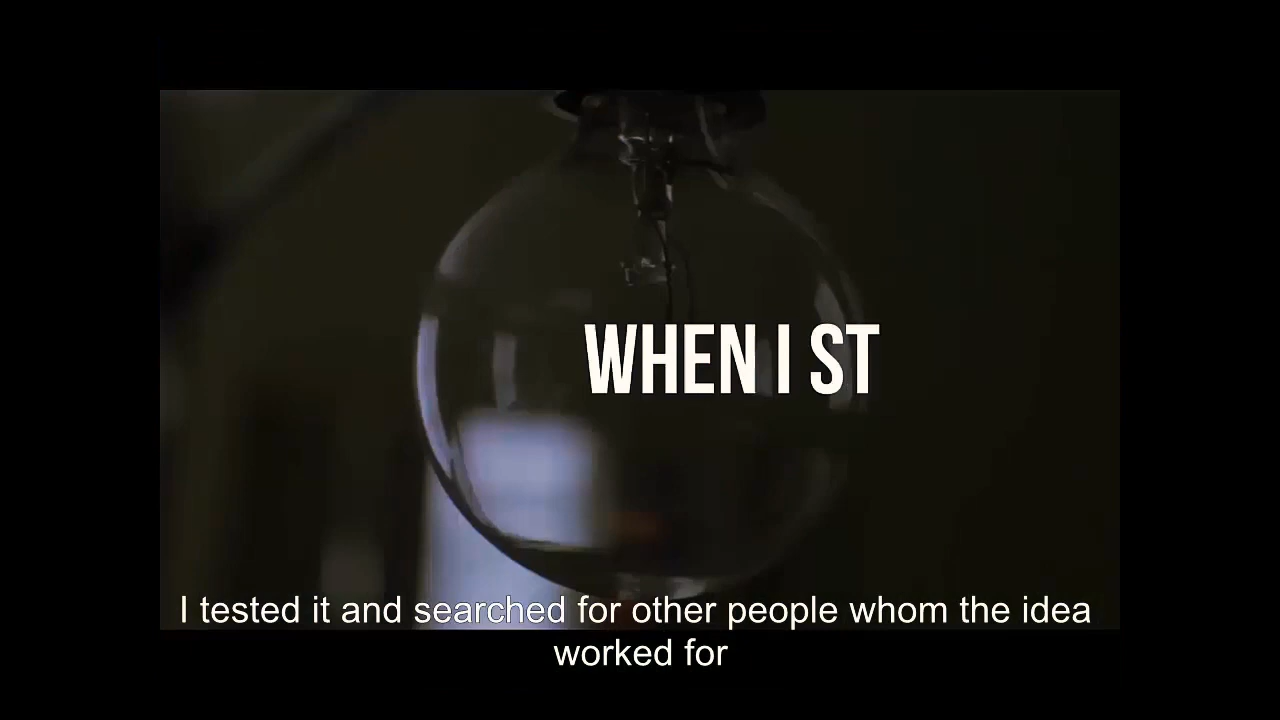 WHEN I ST
I tested it and searched for other people whom the idea
worked for